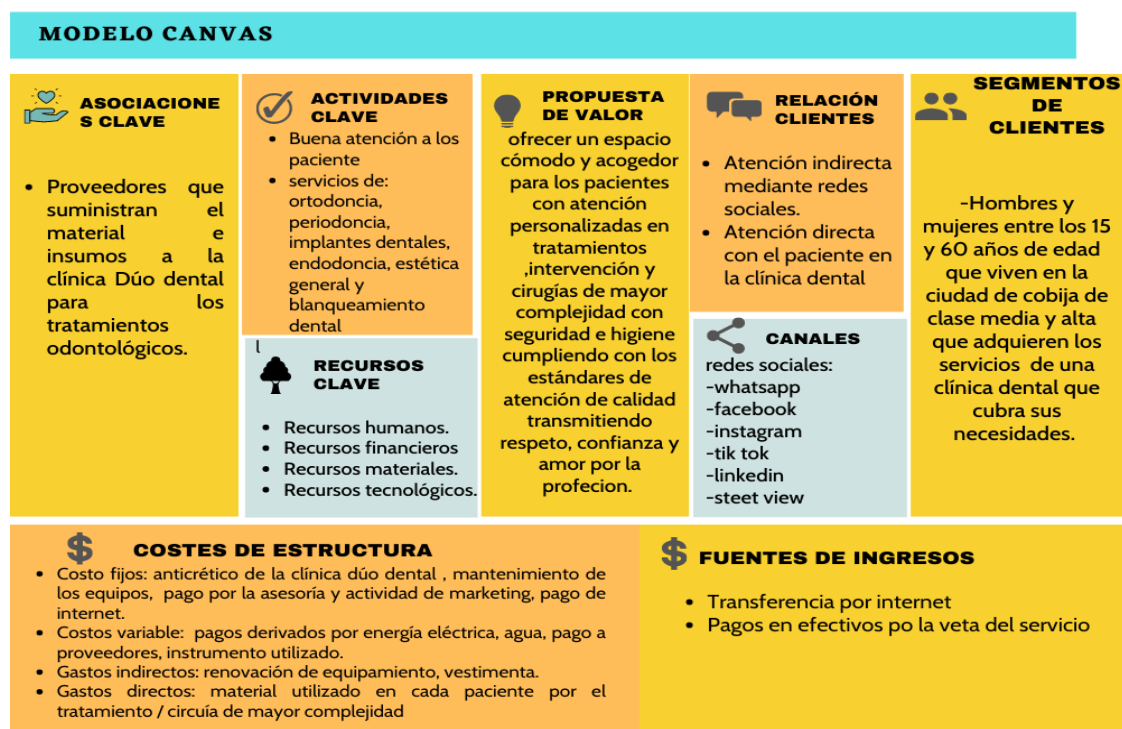 MODELO CANVAS
ASOCIACIONE
S CLAVE
• Proveedores que
suministran el
material e
insumos a la
clínica Dúo dental
para los
tratamientos
odontológicos.
ACTIVIDADES
CLAVE
• Buena atención a los
paciente
• servicios de:
ortodoncia,
periodoncia,
implantes dentales,
endodoncia, estética
general y
blanqueamiento
dental
l
RECURSOS
CLAVE
• Recursos humanos.
• Recursos financieros
• Recursos materiales.
• Recursos tecnológicos.
PROPUESTA
DE VALOR
ofrecer un espacio
cómodo y acogedor
para los pacientes
con atención
personalizadas en
tratamientos
,intervención y
cirugías de mayor
complejidad con
seguridad e higiene
cumpliendo con los
estándares de
atención de calidad
transmitiendo
respeto, confianza y
amor por la
profecion.
RELACIÓN
CLIENTES
• Atención indirecta
mediante redes
sociales.
• Atención directa
con el paciente en
la clínica dental
CANALES
redes sociales:
-whatsapp
-facebook
-instagram
-tik tok
-linkedin
-steet view
SEGMENTOS
DE
CLIENTES
-Hombres y
mujeres entre los 15
y 60 años de edad
que viven en la
ciudad de cobija de
clase media y alta
que adquieren los
servicios de una
clínica dental que
cubra sus
necesidades.
$ COSTES DE ESTRUCTURA
• Costo fijos: anticrético de la clínica dúo dental , mantenimiento de
los equipos, pago por la asesoría y actividad de marketing, pago de
internet.
• Costos variable: pagos derivados por energía eléctrica, agua, pago a
proveedores, instrumento utilizado.
• Gastos indirectos: renovación de equipamiento, vestimenta.
• Gastos directos: material utilizado en cada paciente por el
tratamiento / circuía de mayor complejidad
$ FUENTES DE INGRESOS
• Transferencia por internet
• Pagos en efectivos po la veta del servicio